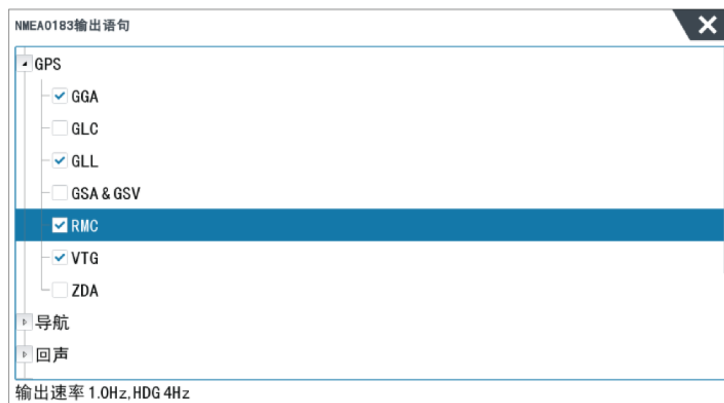 NMEA0183输出语句
GPS
GGA
GLC
GLL
GSA & GSV
RMC
VTG
ZDA
导航
回声
输出速率 1.0Hz, HDG 4Hz